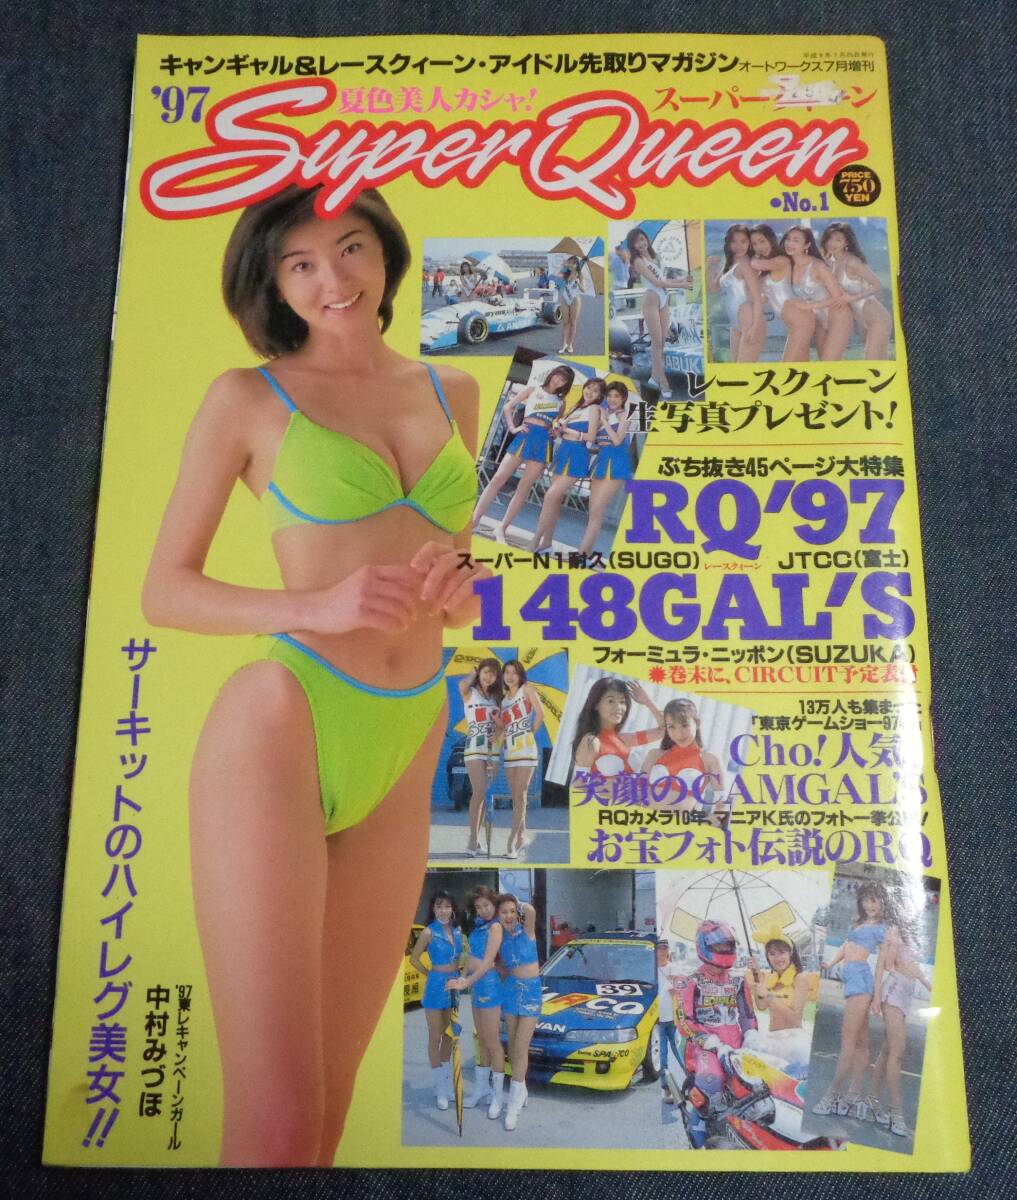 キャンギャル&レースクィーン・アイドル先取りマガジン
オートワークス7月増刊
'97
夏色美人カシャ!
スーパー
ーン
Super Queen
•No.1
PRICE
750
YEN
レースクィーン
生写真プレゼント!
ぶち抜き45ページ大特集
RQ'97
スーパーN1耐久(SUGO)
レースクィーン
JTCC(富士)
148GAL'S
フォーミュラ・ニッポン(SUZUKA)
✹巻末に、CIRCUIT予定表付
13万人も集まった
「東京ゲームショー97
Cho!人気
笑顔のCAMGAL'S
RQカメラ10年、マニアK氏のフォト一挙公
!
お宝フォト伝説のRQ
サーキットのハイレグ美女!!
'97東レキャンペーンガール
中村みづほ
ABUK
39
VAN
SPATCO